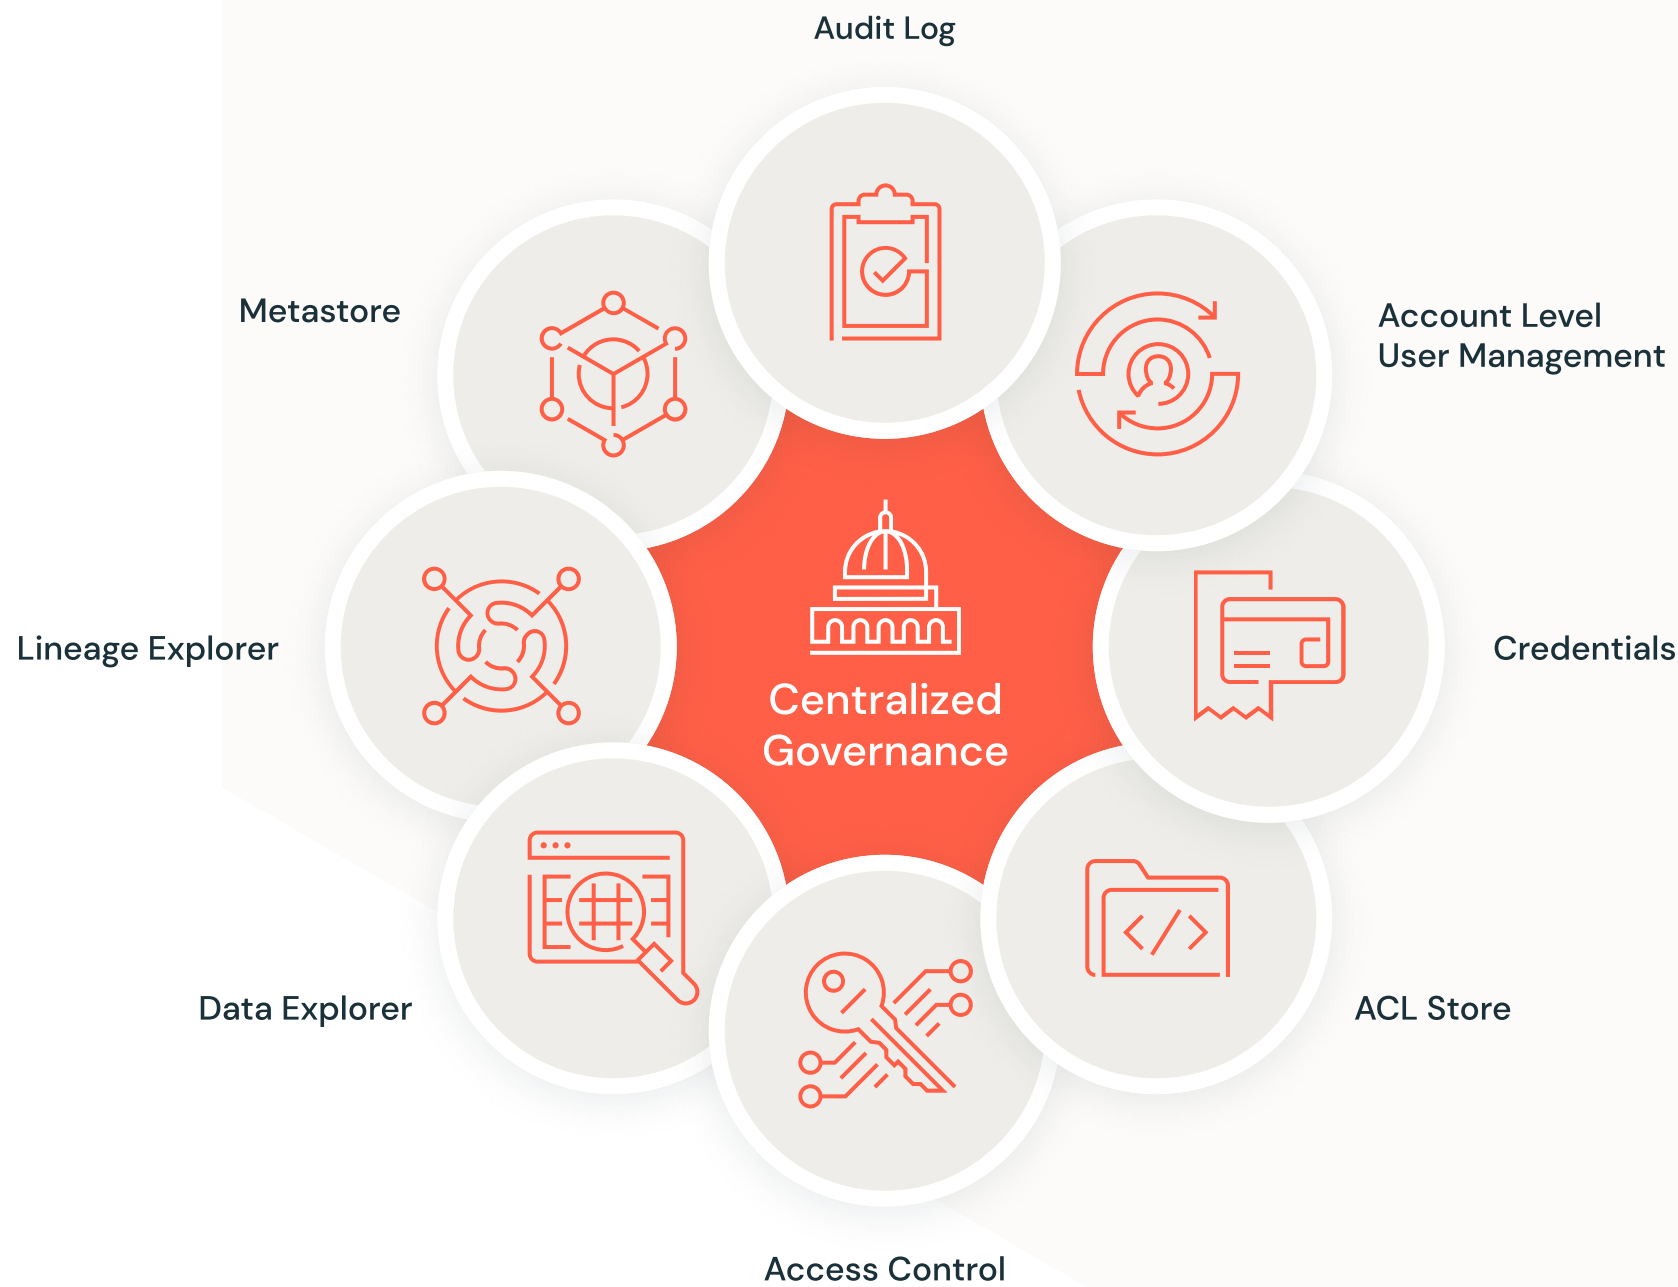 Audit Log
Metastore
Account Level
User Management
Lineage Explorer
Centralized
Governance
Credentials
Data Explorer
ACL Store
Access Control